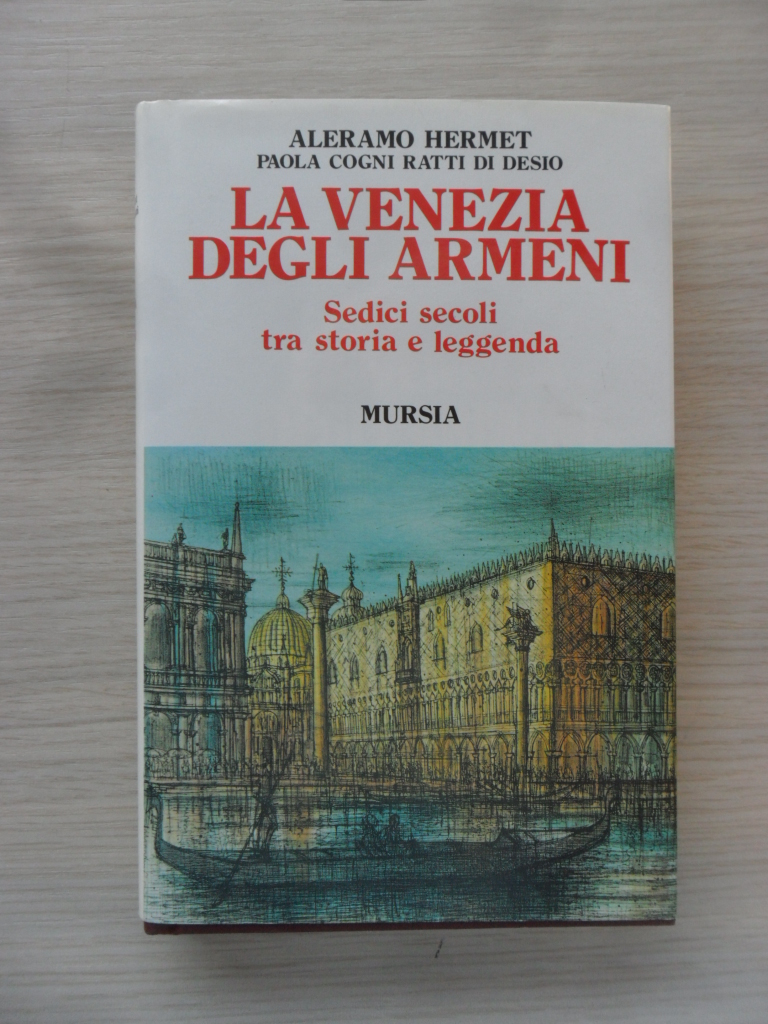 ALERAMO HERMET
PAOLA COGNI RATTI DI DESIO
LA VENEZIA
DEGLI ARMENI
Sedici secoli
tra storia e leggenda
MURSIA